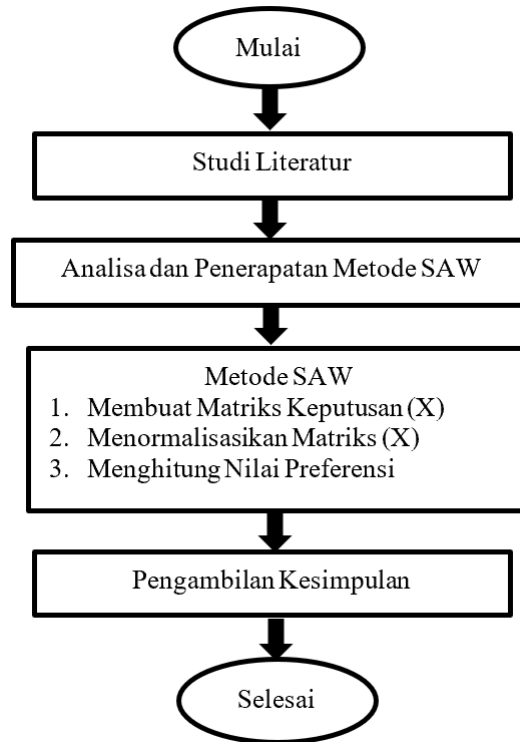 Mulai
Studi Literatur
Analisa dan Penerapatan Metode SAW
Metode SAW
1. Membuat Matriks Keputusan (X)
2. Menormalisasikan Matriks (X)
3. Menghitung Nilai Preferensi
Pengambilan Kesimpulan
Selesai